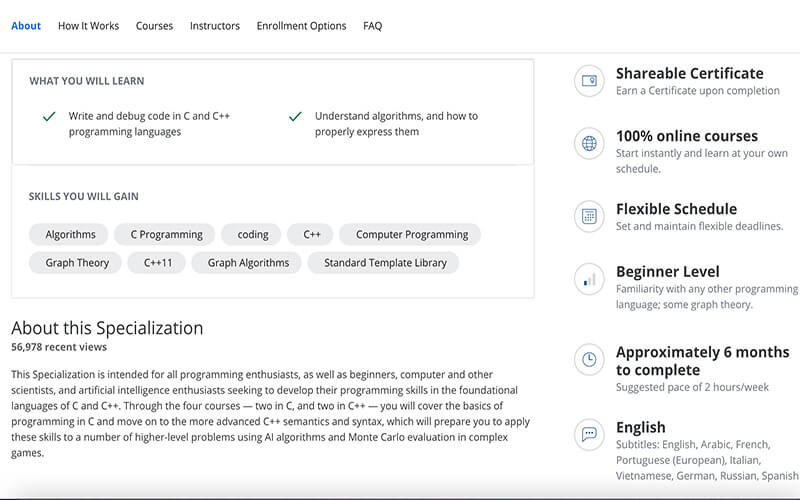 About How It Works Courses Instructors Enrollment Options FAQ
WHAT YOU WILL LEARN
Write and debug code in C and C++
programming languages
Understand algorithms, and how to
properly express them
SKILLS YOU WILL GAIN
Algorithms C Programming coding C++ Computer Programming
Graph Theory C++11 Graph Algorithms Standard Template Library
About this Specialization
56,978 recent views
This Specialization is intended for all programming enthusiasts, as well as beginners, computer and other
scientists, and artificial intelligence enthusiasts seeking to develop their programming skills in the foundational
languages of C and C++. Through the four courses — two in C, and two in C++ — you will cover the basics of
programming in C and move on to the more advanced C++ semantics and syntax, which will prepare you to apply
these skills to a number of higher-level problems using AI algorithms and Monte Carlo evaluation in complex
games.
Shareable Certificate
Earn a Certificate upon completion
100% online courses
Start instantly and learn at your own
schedule.
Flexible Schedule
Set and maintain flexible deadlines.
Beginner Level
Familiarity with any other programming
language; some graph theory.
Approximately 6 months
to complete
Suggested pace of 2 hours/week
English
Subtitles: English, Arabic, French,
Portuguese (European), Italian,
Vietnamese, German, Russian, Spanish